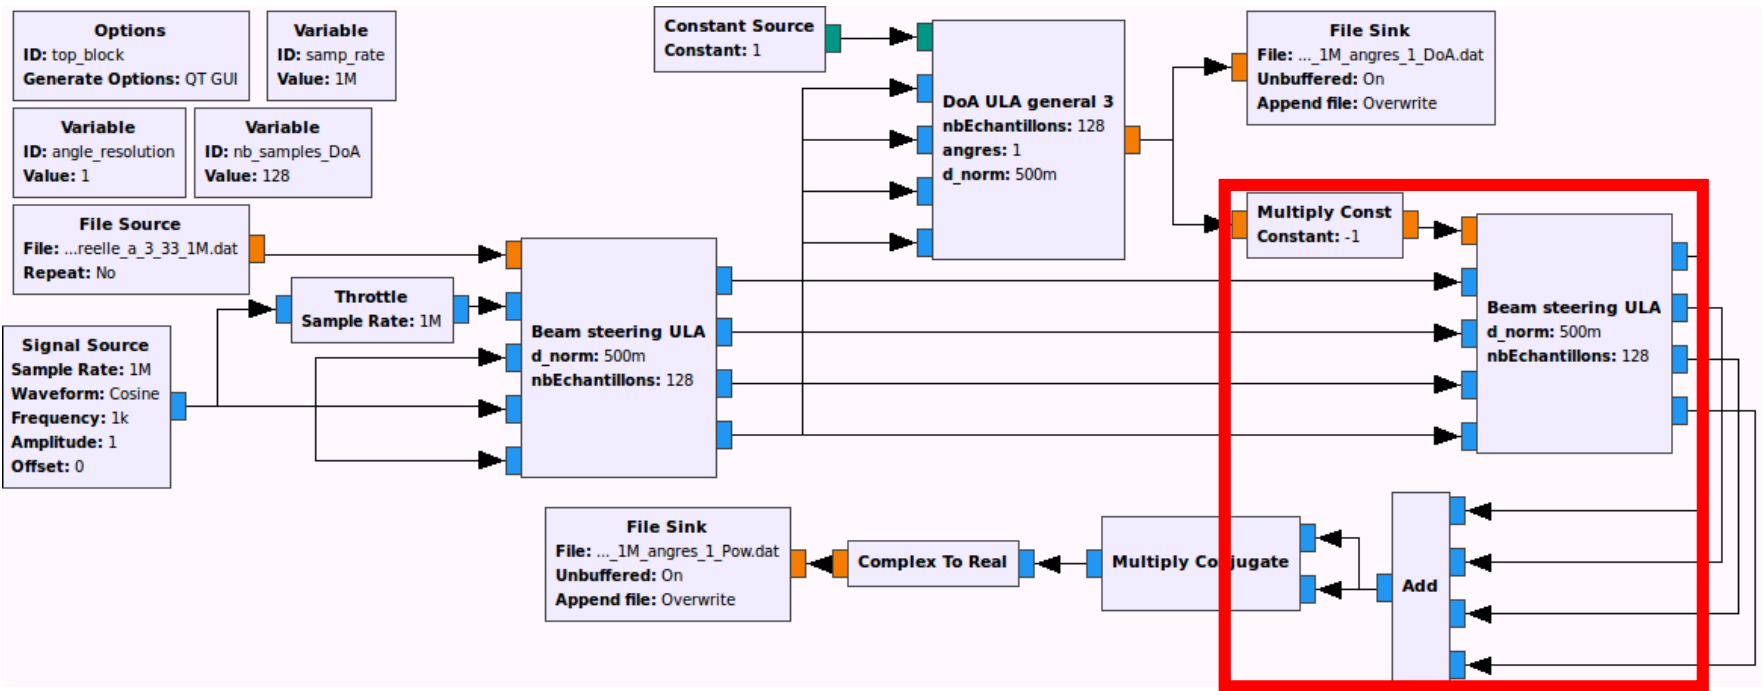 Options
ID: top_block
Generate Options: QT GUI
Variable
ID: samp_rate
Value: 1M
Variable
ID: angle_resolution
Value: 1
Variable
ID: nb_samples_DoA
Value: 128
File Source
File: ...reelle_a_3_33_1M.dat
Repeat: No
Throttle
Sample Rate: 1M
Signal Source
Sample Rate: 1M
Waveform: Cosine
Frequency: 1k
Amplitude: 1
Offset: 0
Beam steering ULA
d_norm: 500m
nbEchantillons: 128
Constant Source
Constant: 1
DoA ULA general 3
nbEchantillons: 128
angres: 1
d_norm: 500m
File Sink
File: ..._1M_angres_1_DoA.dat
Unbuffered: On
Append file: Overwrite
Multiply Const
Constant: -1
Beam steering ULA
d_norm: 500m
nbEchantillons: 128
Add
Multiply Conjugate
Complex To Real
File Sink
File: ..._1M_angres_1_Pow.dat
Unbuffered: On
Append file: Overwrite